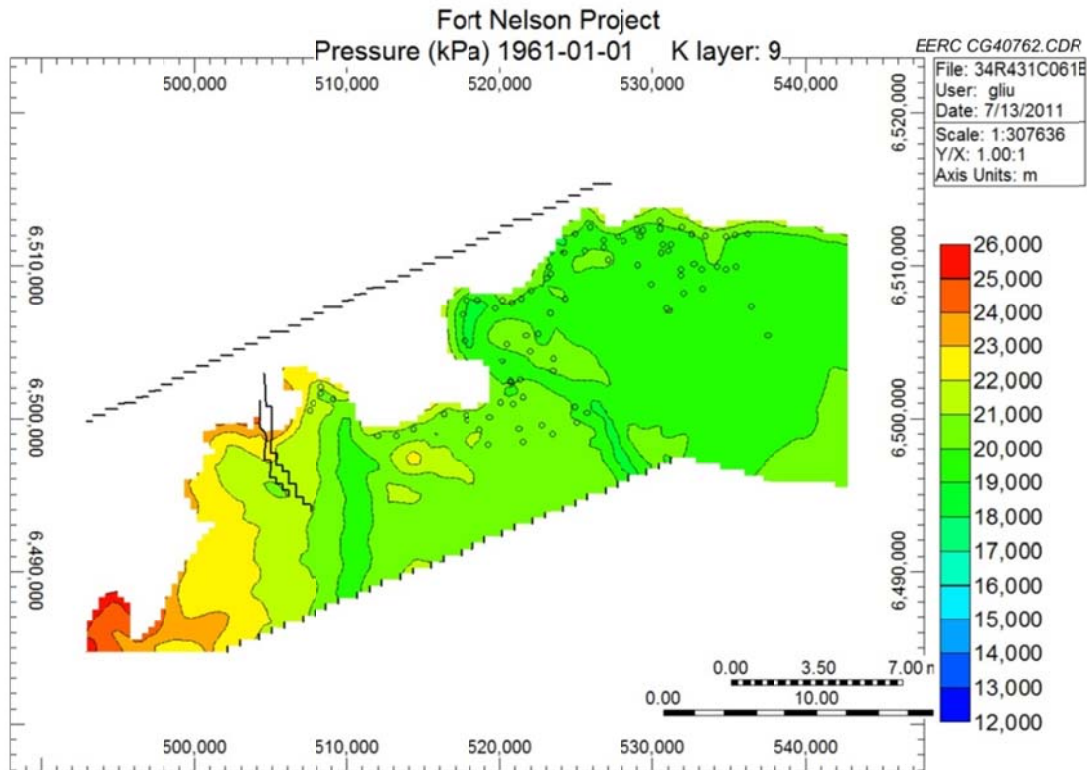 Fort Nelson Project
Pressure (kPa) 1961-01-01 K layer: 9
EERC CG40762.CDR
File: 34R431C061E
User: gliu
Date: 7/13/2011
Scale: 1:307636
Y/X: 1.00:1
Axis Units: m
500,000 510,000 520,000 530,000 540,000
6,520,000
6,510,000 6,510,000
6,500,000 6,500,000
6,490,000 6,490,000
26,000
25,000
24,000
23,000
22,000
21,000
20,000
19,000
18,000
17,000
16,000
15,000
14,000
13,000
12,000
0.00 3.50 7.00
0.00 10.00
500,000 510,000 520,000 530,000 540,000